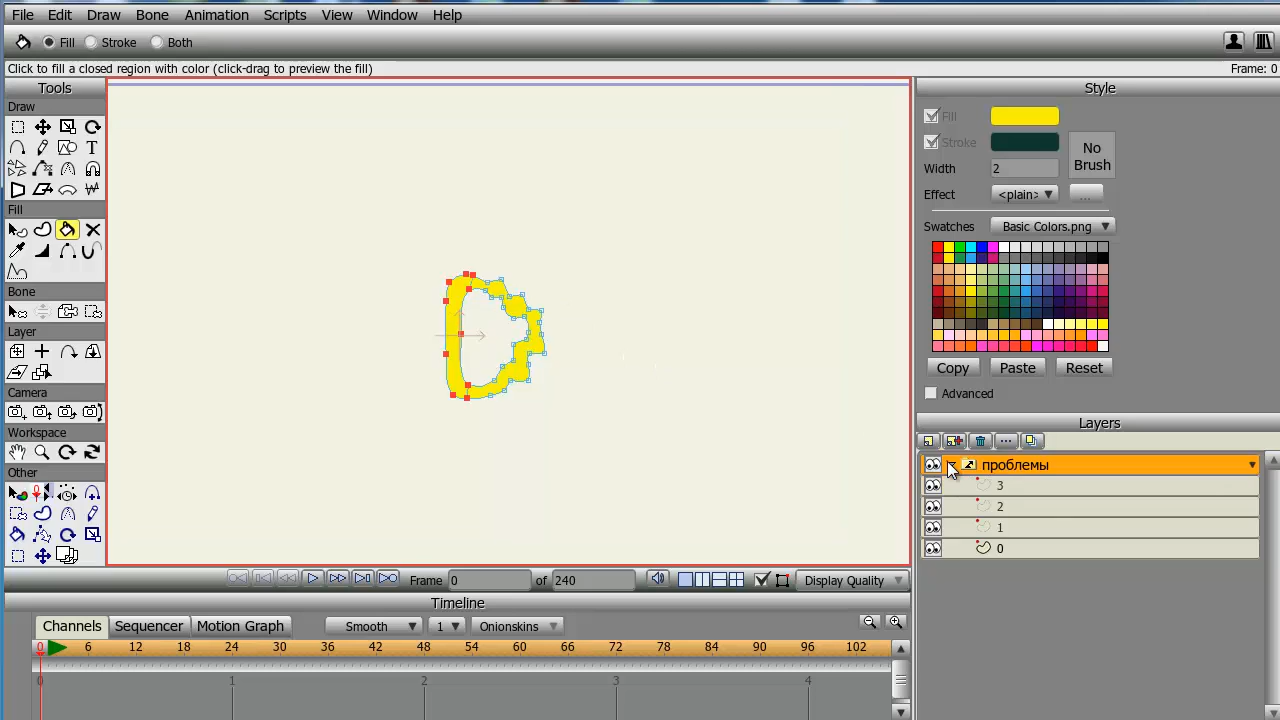 File Edit Draw Bone Animation Scripts View Window Help
Fill Stroke Both
Click to fill a closed region with color (click-drag to preview the fill) Frame: 0
Tools
Draw
T
Fill
Bone
Layer
Camera
Workspace
Other
Style
Fill
Stroke
No Brush
Width 2
Effect <plain> ...
Swatches Basic Colors.png
Copy Paste Reset
Advanced
Layers
проблемы
3
2
1
0
Frame 0 of 240 Display Quality
Timeline
Channels Sequencer Motion Graph Smooth 1 Onionskins
0 6 12 18 24 30 36 42 48 54 60 66 72 78 84 90 96 102
0 1 2 3 4